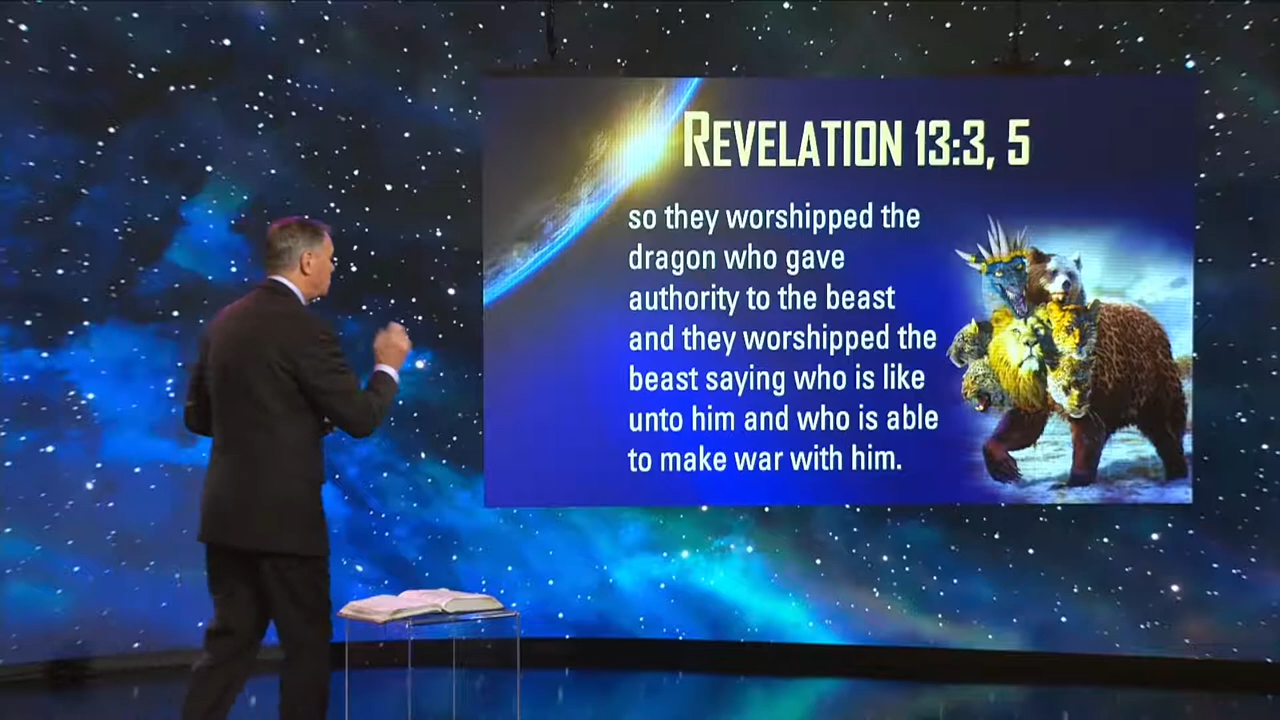 REVELATION 13:3, 5
so they worshipped the
dragon who gave
authority to the beast
and they worshipped the
beast saying who is like
unto him and who is able
to make war with him.